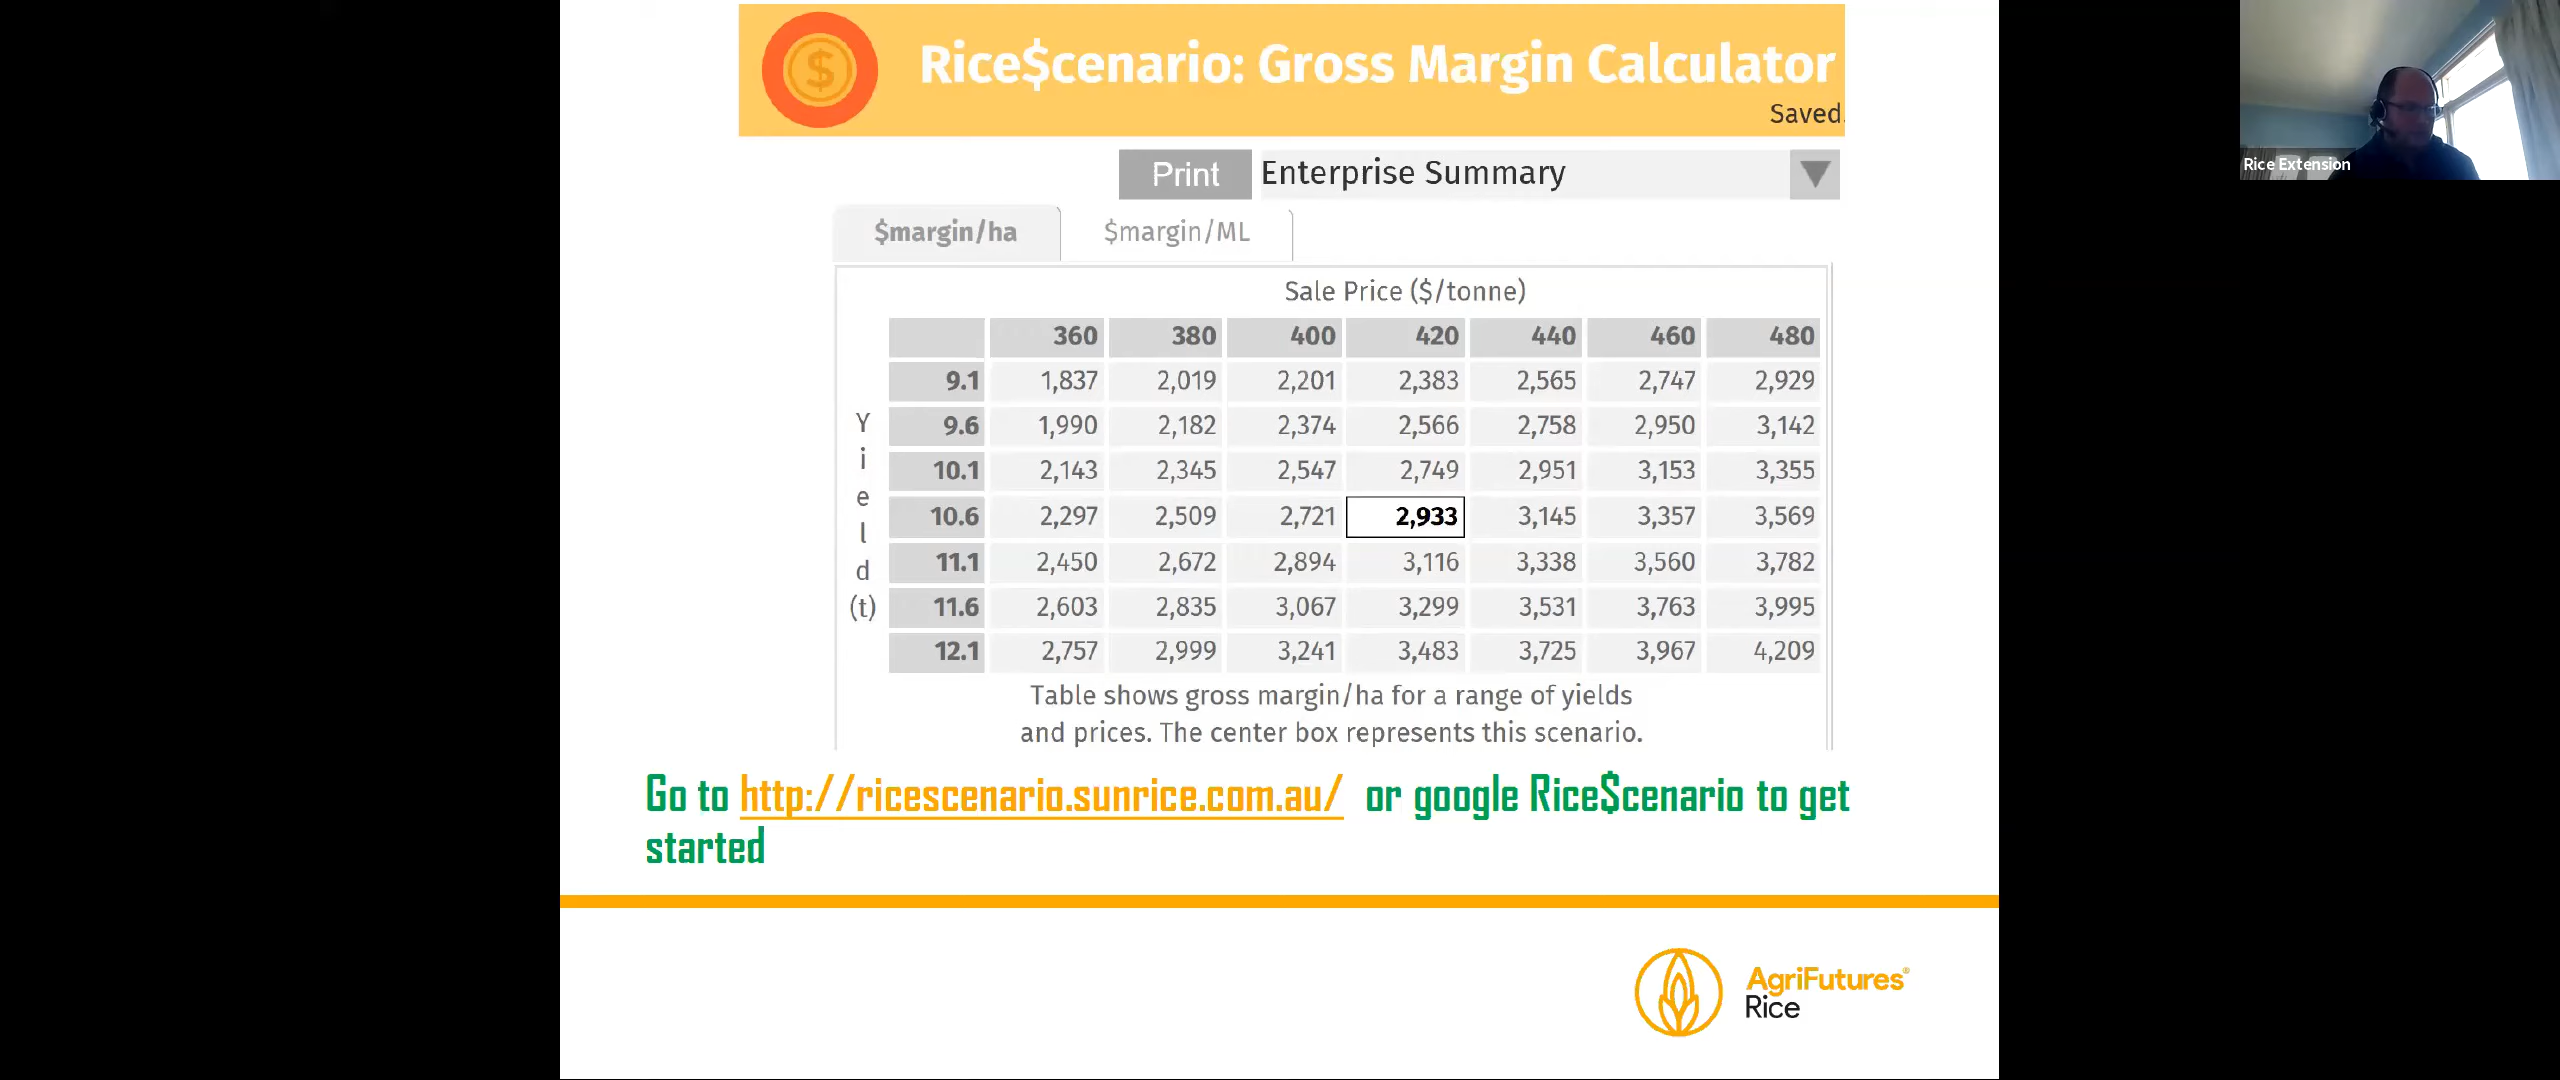 Rice$cenario: Gross Margin Calculator
Saved.
Print Enterprise Summary
$margin/ha $margin/ML
Sale Price ($/tonne)
360 380 400 420 440 460 480
9.1 1,837 2,019 2,201 2,383 2,565 2,747 2,929
9.6 1,990 2,182 2,374 2,566 2,758 2,950 3,142
10.1 2,143 2,345 2,547 2,749 2,951 3,153 3,355
10.6 2,297 2,509 2,721 2,933 3,145 3,357 3,569
11.1 2,450 2,672 2,894 3,116 3,338 3,560 3,782
11.6 2,603 2,835 3,067 3,299 3,531 3,763 3,995
12.1 2,757 2,999 3,241 3,483 3,725 3,967 4,209
Yield (t)
Table shows gross margin/ha for a range of yields
and prices. The center box represents this scenario.
Go to http://ricescenario.sunrice.com.au/ or google Rice$cenario to get
started
AgriFutures®
Rice
Rice Extension